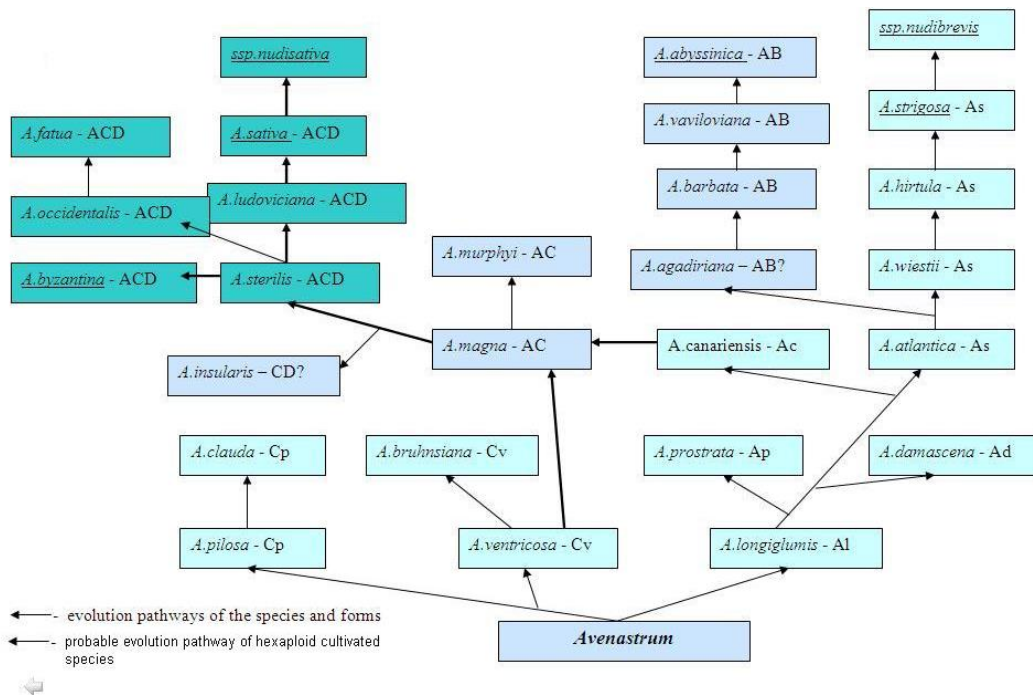 ssp.nudisativa
A.abyssinica - AB
ssp.nudibrevis
A.fatua - ACD
A.sativa - ACD
A.vaviloviana - AB
A.strigosa - As
A.occidentalis - ACD
A.ludoviciana - ACD
A.barbata - AB
A.hirtula - As
A.byzantina - ACD
A.sterilis - ACD
A.murphyi - AC
A.agadiriana – AB?
A.wiestii - As
A.insularis – CD?
A.magna - AC
A.canariensis - Ac
A.atlantica - As
A.clauda - Cp
A.bruhnsiana - Cv
A.prostrata - Ap
A.damascena - Ad
A.pilosa - Cp
A.ventricosa - Cv
A.longiglumis - Al
Avenastrum
- evolution pathways of the species and forms
- probable evolution pathway of hexaploid cultivated
species